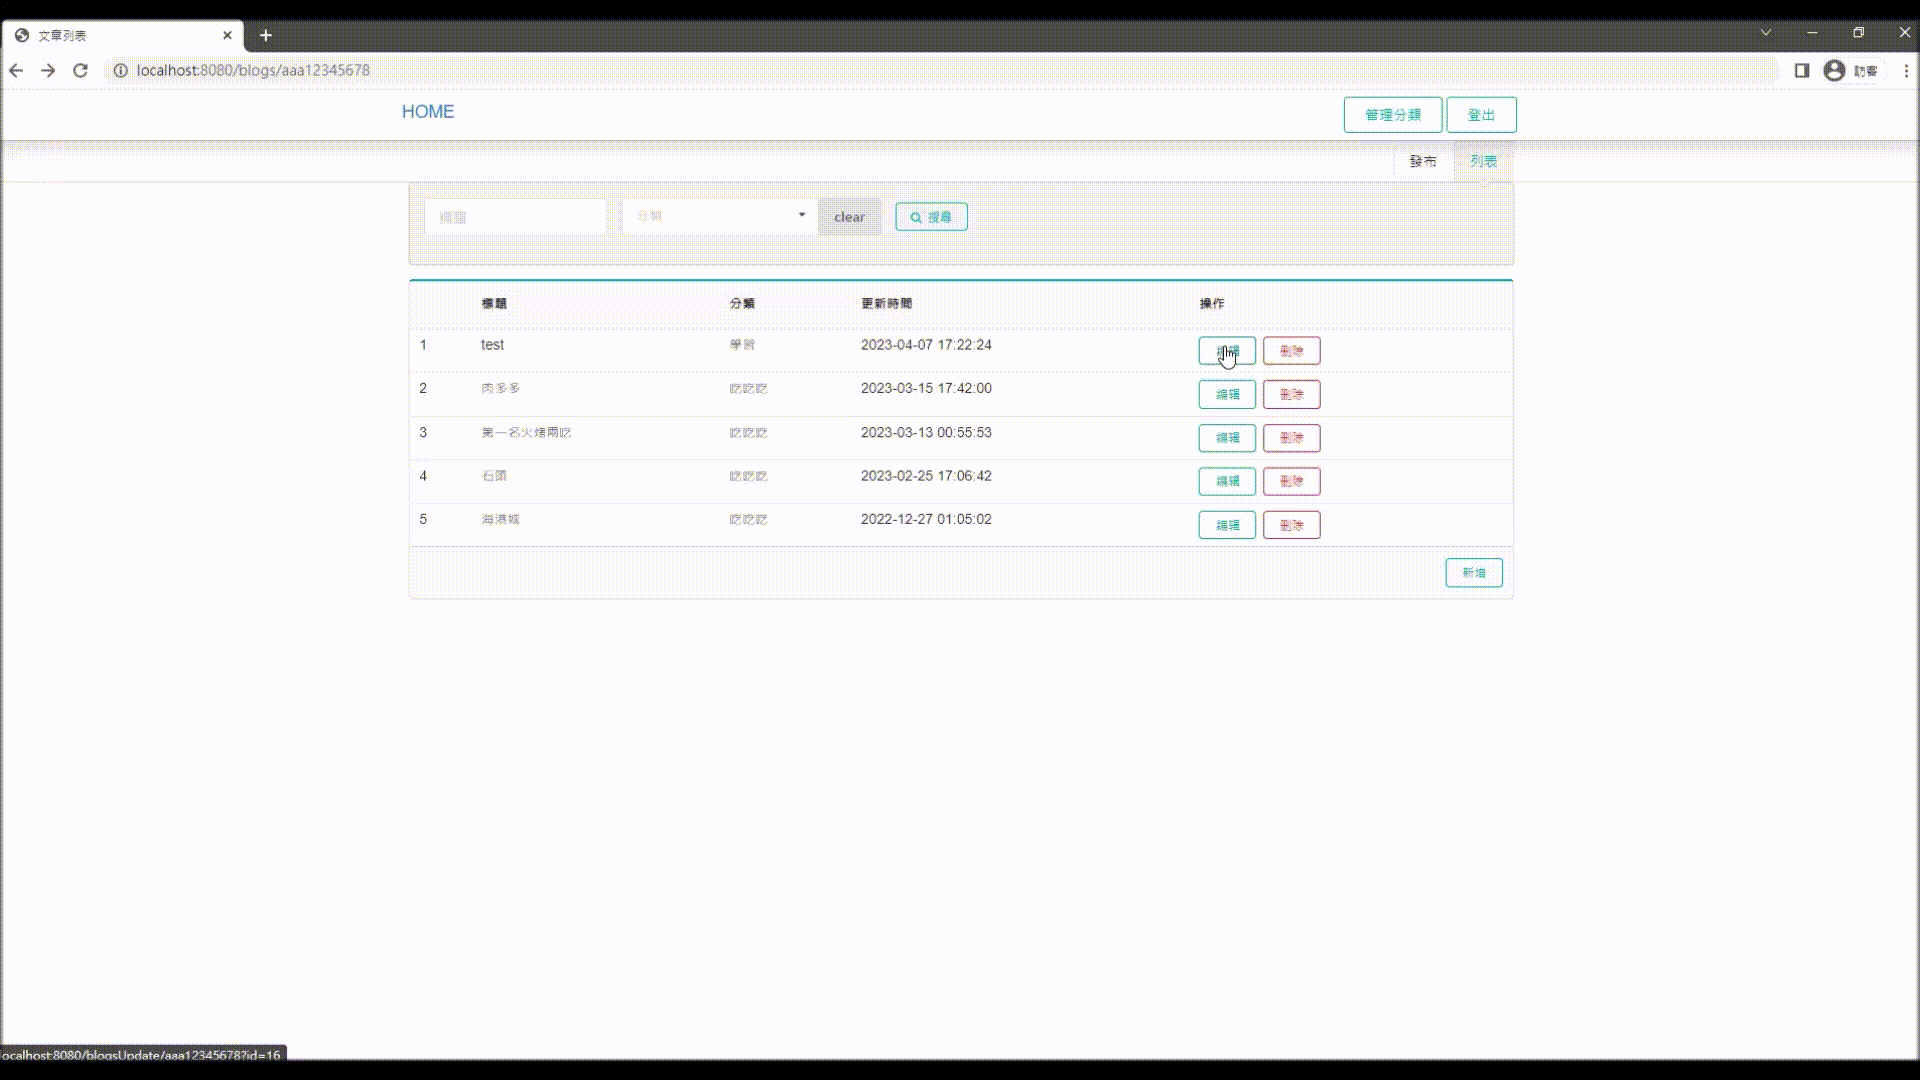 文章列表
localhost:8080/blogs/aaa12345678
訪客
HOME
管理分類 登出
發布 列表
標題 分類 clear 搜尋
標題 分類 更新時間 操作
1 test 學習 2023-04-07 17:22:24 編輯 刪除
2 肉多多 吃吃吃 2023-03-15 17:42:00 編輯 刪除
3 第一名火烤兩吃 吃吃吃 2023-03-13 00:55:53 編輯 刪除
4 石頭 吃吃吃 2023-02-25 17:06:42 編輯 刪除
5 海港城 吃吃吃 2022-12-27 01:05:02 編輯 刪除
新增
localhost:8080/blogsUpdate/aaa12345678?id=16